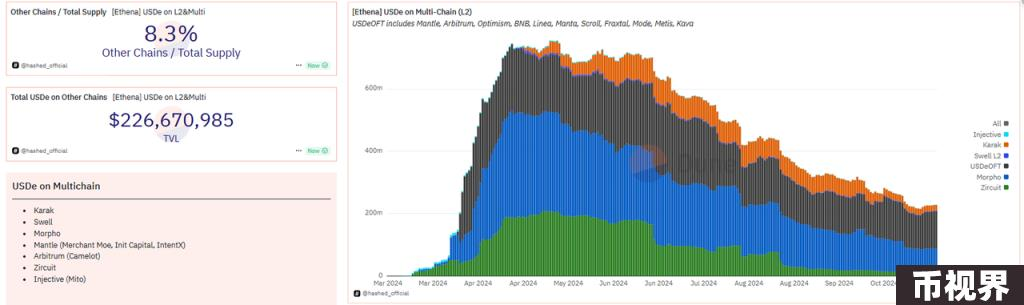 Other Chains / Total Supply [Ethena] USDe on L2&Multi
8.3%
Other Chains / Total Supply
@hashed_official
... Now
Total USDe on Other Chains [Ethena] USDe on L2&Multi
$226,670,985
TVL
@hashed_official
... Now
USDe on Multichain
• Karak
• Swell
• Morpho
• Mantle (Merchant Moe, Init Capital, IntentX)
• Arbitrum (Camelot)
• Zircuit
• Injective (Mito)
[Ethena] USDe on Multi-Chain (L2)
USDeOFT includes Mantle, Arbitrum, Optimism, BNB, Linea, Manta, Scroll, Fraxtal, Mode, Metis, Kava
600m
400m
200m
0
Mar 2024 Mar 2024 Apr 2024 Apr 2024 May 2024 May 2024 Jun 2024 Jun 2024 Jul 2024 Aug 2024 Aug 2024 Sep 2024 Oct 2024
All
Injective
Karak
Swell L2
USDeOFT
Morpho
Zircuit
@hashed_official
币视界